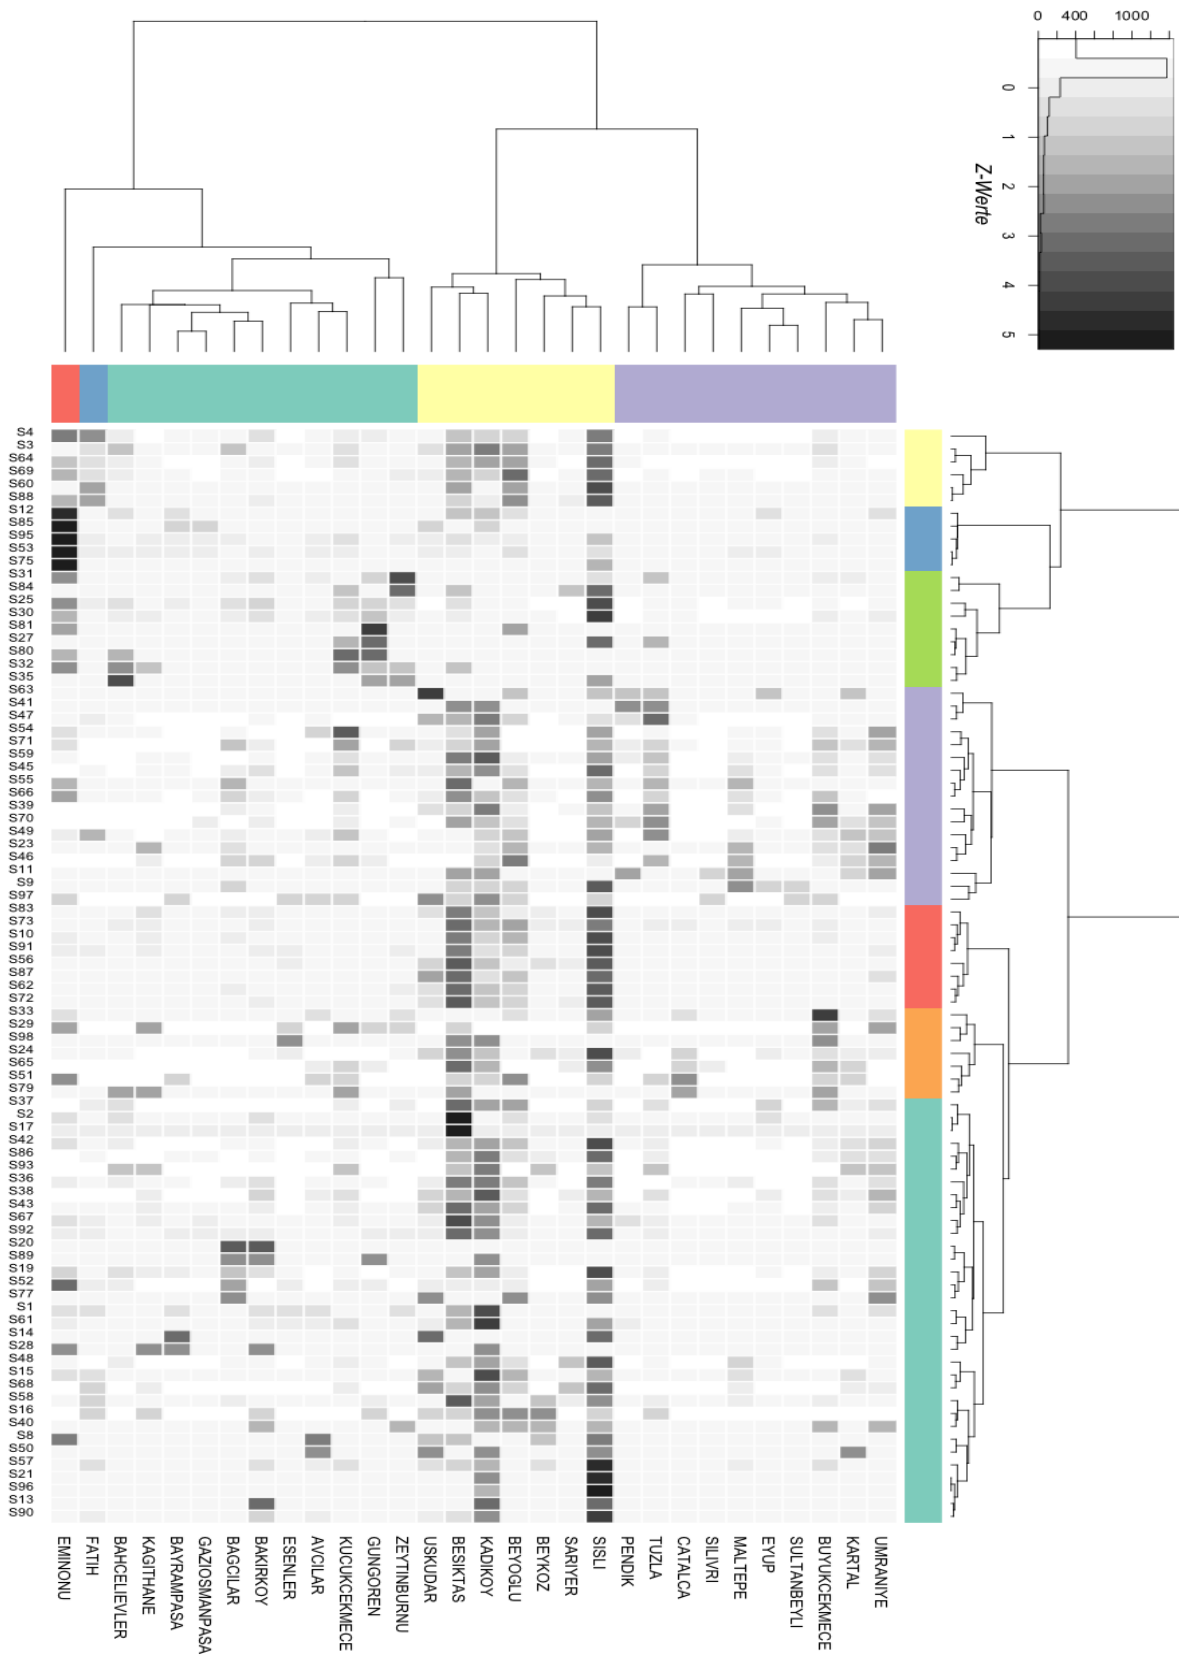 0 400 1000
0
1
2
3
4
5
Z-Werte
S4
S3
S64
S69
S60
S88
S12
S85
S95
S53
S75
S31
S84
S25
S30
S81
S27
S80
S32
S35
S63
S41
S47
S54
S71
S59
S45
S55
S66
S39
S70
S49
S23
S46
S11
S9
S97
S83
S73
S10
S91
S56
S87
S62
S72
S33
S29
S98
S24
S65
S51
S79
S37
S2
S17
S42
S86
S93
S36
S38
S43
S67
S92
S20
S89
S19
S52
S77
S1
S61
S14
S28
S48
S15
S68
S58
S16
S40
S8
S50
S57
S21
S96
S13
S90
EMINONU
FATIH
BAHCELIEVLER
KAGITHANE
BAYRAMPASA
GAZIOSMANPASA
BAGCILAR
BAKIRKOY
ESENLER
AVCILAR
KUCUKCEKMECE
GUNGOREN
ZEYTINBURNU
USKUDAR
BESIKTAS
KADIKOY
BEYOGLU
BEYKOZ
SARIYER
SISLI
PENDIK
TUZLA
CATALCA
SILIVRI
MALTEPE
EYUP
SULTANBEYLI
BUYUKCEKMECE
KARTAL
UMRANIYE